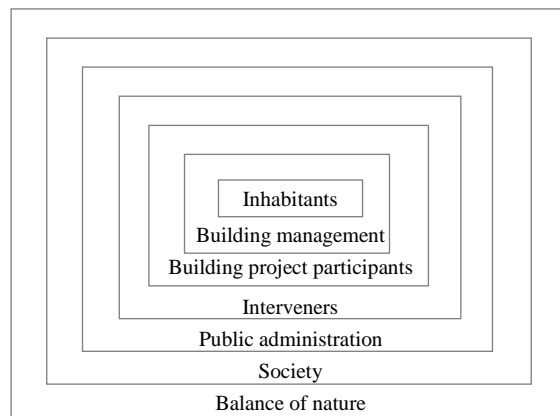 Inhabitants
Building management
Building project participants
Interveners
Public administration
Society
Balance of nature